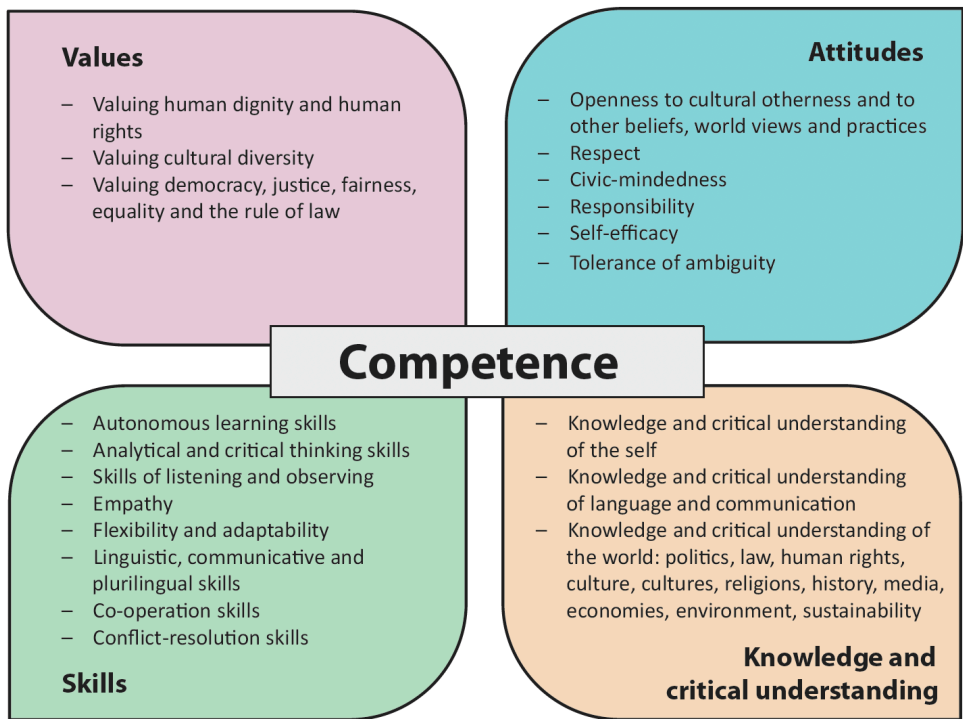 Values
– Valuing human dignity and human
rights
– Valuing cultural diversity
– Valuing democracy, justice, fairness,
equality and the rule of law
Attitudes
– Openness to cultural otherness and to
other beliefs, world views and practices
– Respect
– Civic-mindedness
– Responsibility
– Self-efficacy
– Tolerance of ambiguity
Competence
– Autonomous learning skills
– Analytical and critical thinking skills
– Skills of listening and observing
– Empathy
– Flexibility and adaptability
– Linguistic, communicative and
plurilingual skills
– Co-operation skills
– Conflict-resolution skills
Skills
– Knowledge and critical understanding
of the self
– Knowledge and critical understanding
of language and communication
– Knowledge and critical understanding of
the world: politics, law, human rights,
culture, cultures, religions, history, media,
economies, environment, sustainability
Knowledge and
critical understanding